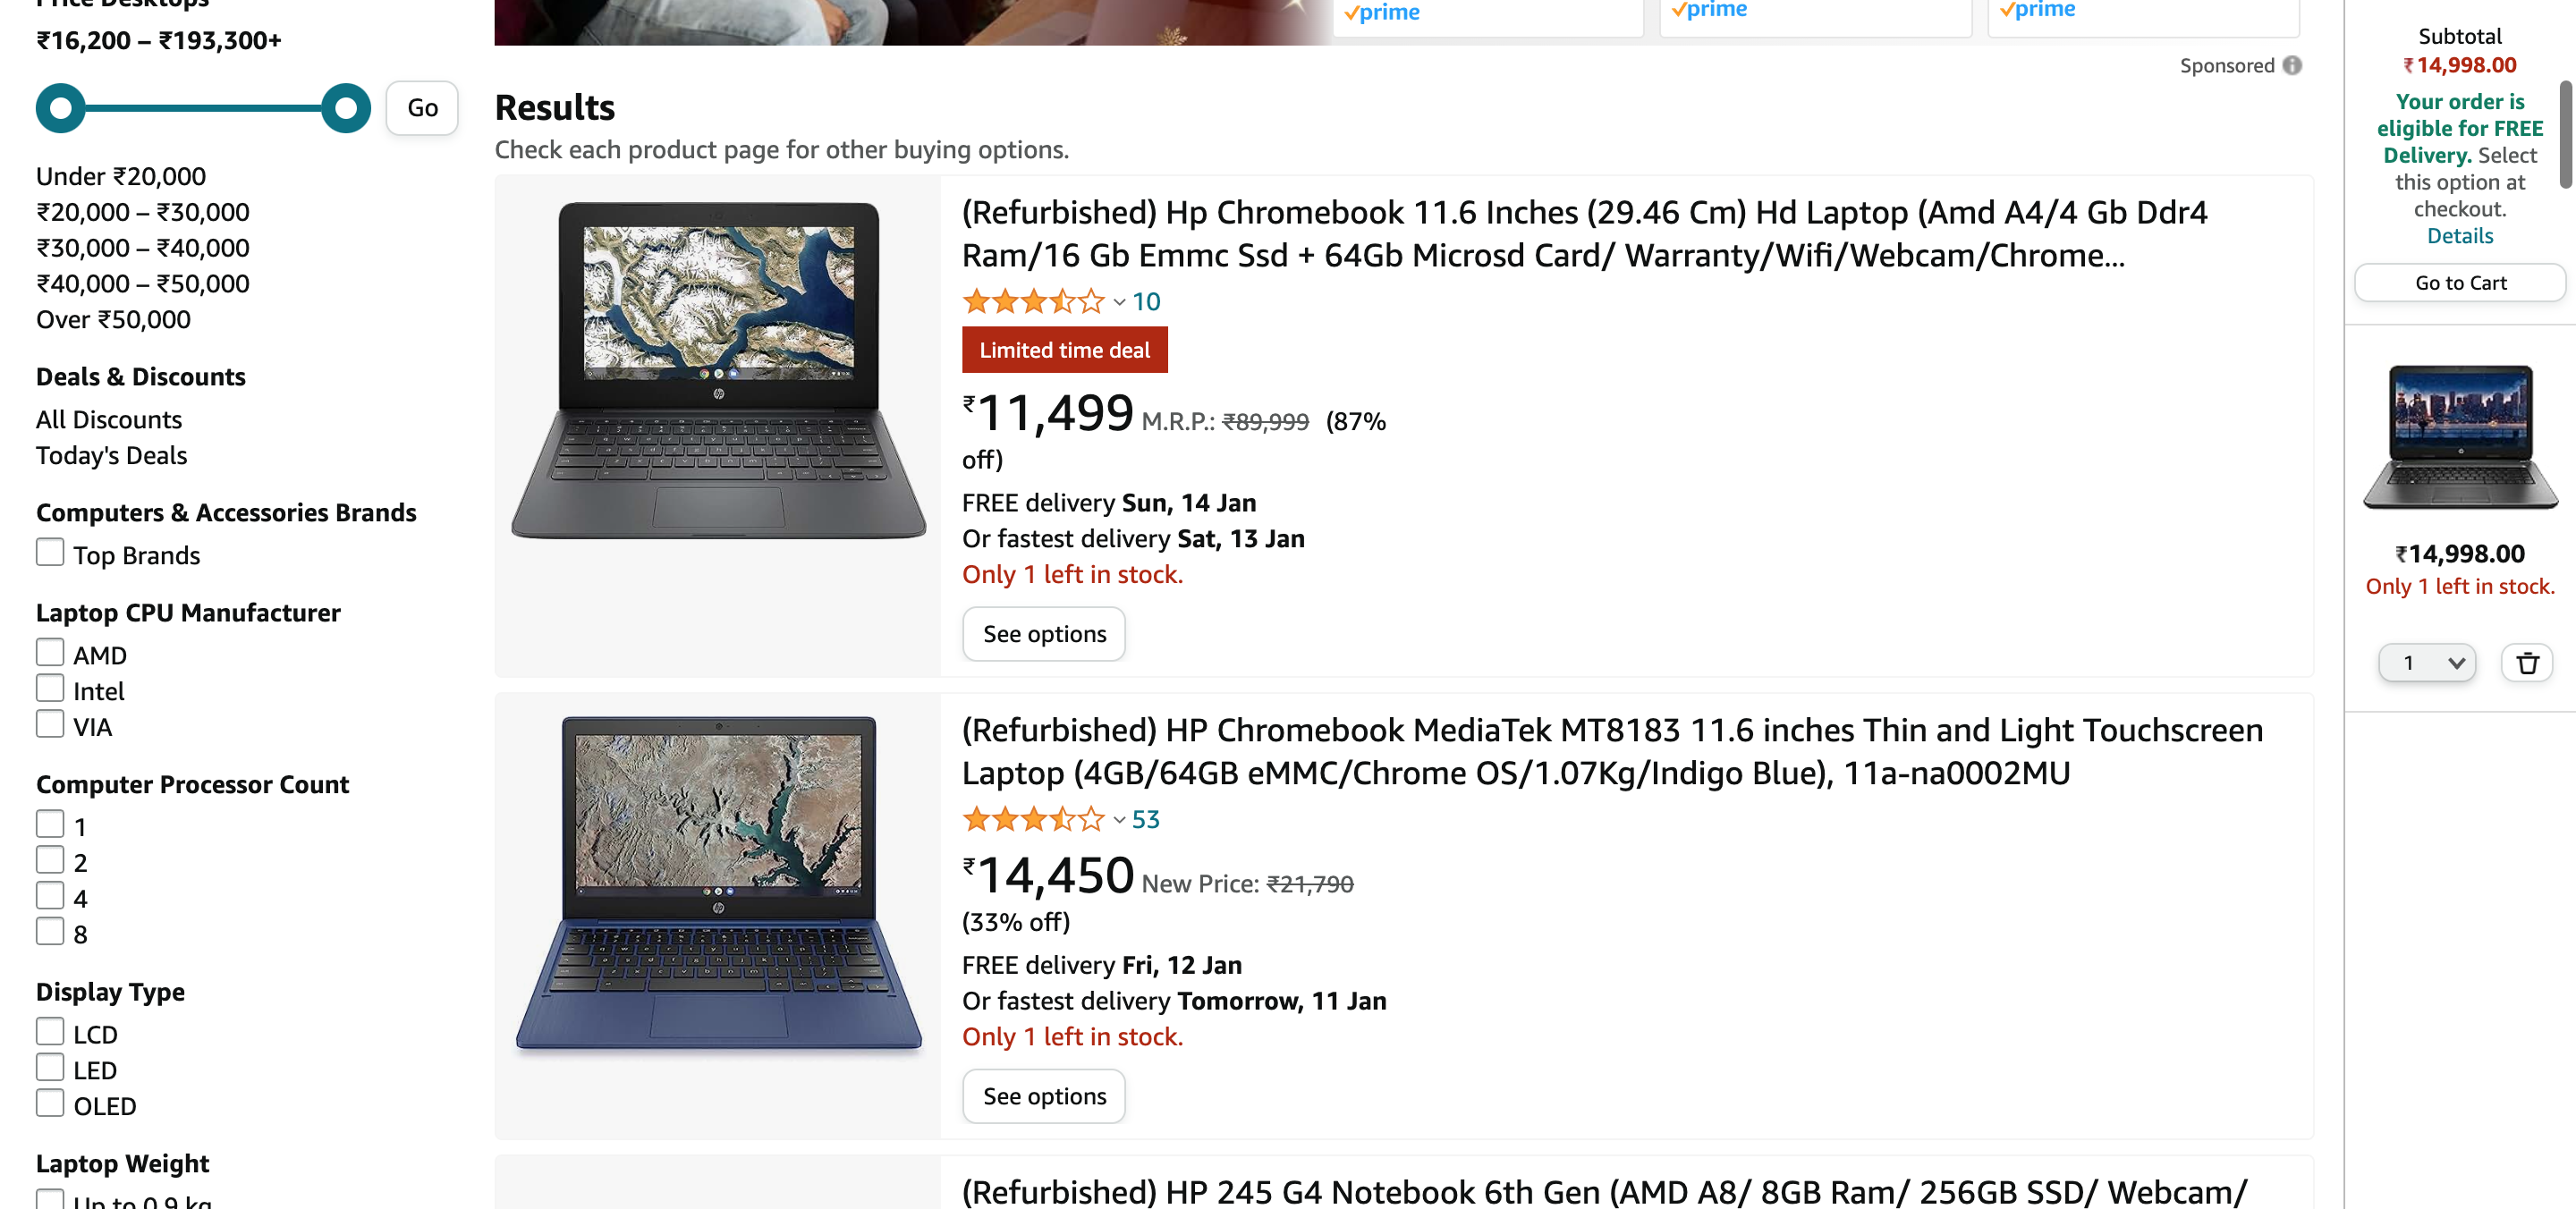 Price Desktops
₹16,200 – ₹193,300+
Go
Under ₹20,000
₹20,000 – ₹30,000
₹30,000 – ₹40,000
₹40,000 – ₹50,000
Over ₹50,000
Deals & Discounts
All Discounts
Today's Deals
Computers & Accessories Brands
Top Brands
Laptop CPU Manufacturer
AMD
Intel
VIA
Computer Processor Count
1
2
4
8
Display Type
LCD
LED
OLED
Laptop Weight
Up to 0.9 kg
prime
prime
prime
Sponsored
Results
Check each product page for other buying options.
(Refurbished) Hp Chromebook 11.6 Inches (29.46 Cm) Hd Laptop (Amd A4/4 Gb Ddr4
Ram/16 Gb Emmc Ssd + 64Gb Microsd Card/ Warranty/Wifi/Webcam/Chrome...
10
Limited time deal
₹11,499 M.R.P.: ₹89,999 (87%
off)
FREE delivery Sun, 14 Jan
Or fastest delivery Sat, 13 Jan
Only 1 left in stock.
See options
(Refurbished) HP Chromebook MediaTek MT8183 11.6 inches Thin and Light Touchscreen
Laptop (4GB/64GB eMMC/Chrome OS/1.07Kg/Indigo Blue), 11a-na0002MU
53
₹14,450 New Price: ₹21,790
(33% off)
FREE delivery Fri, 12 Jan
Or fastest delivery Tomorrow, 11 Jan
Only 1 left in stock.
See options
(Refurbished) HP 245 G4 Notebook 6th Gen (AMD A8/ 8GB Ram/ 256GB SSD/ Webcam/
Subtotal
₹14,998.00
Your order is
eligible for FREE
Delivery. Select
this option at
checkout.
Details
Go to Cart
₹14,998.00
Only 1 left in stock.
1